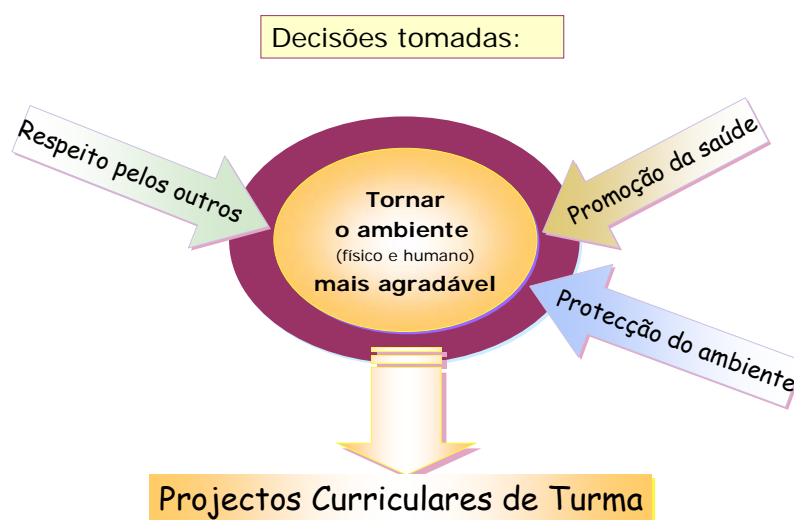 Decisões tomadas:
Respeito pelos outros
Promoção da saúde
Tornar
o ambiente
(físico e humano)
mais agradável
Protecção do ambiente
Projectos Curriculares de Turma